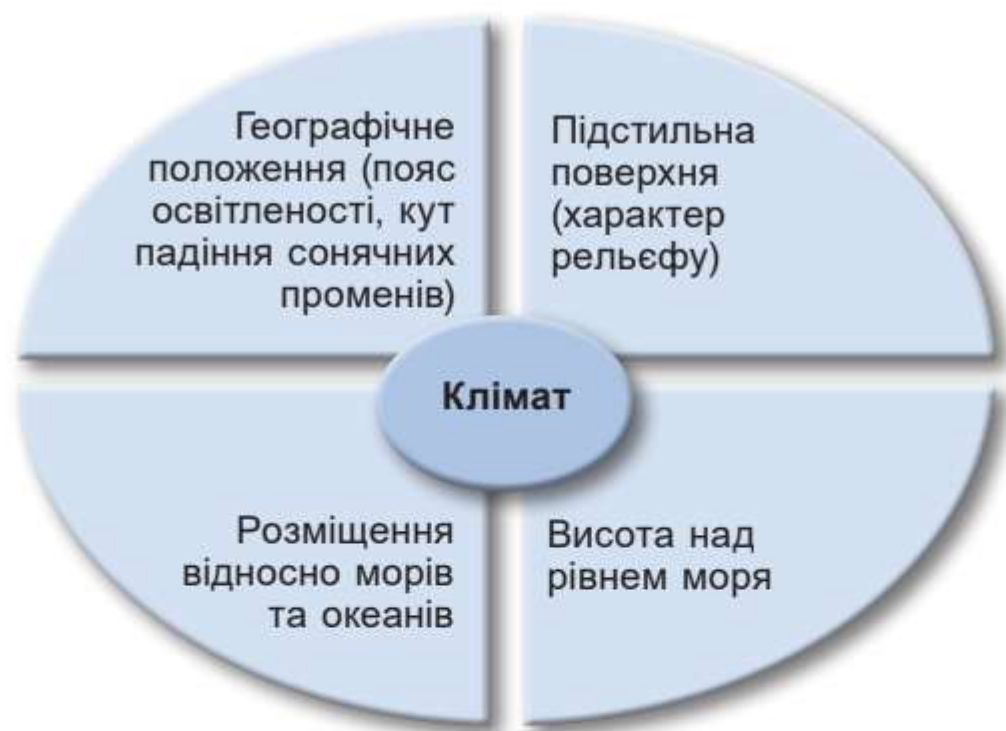 Географічне
положення (пояс
освітленості, кут
падіння сонячних
променів)
Підстильна
поверхня
(характер
рельєфу)
Клімат
Розміщення
відносно морів
та океанів
Висота над
рівнем моря